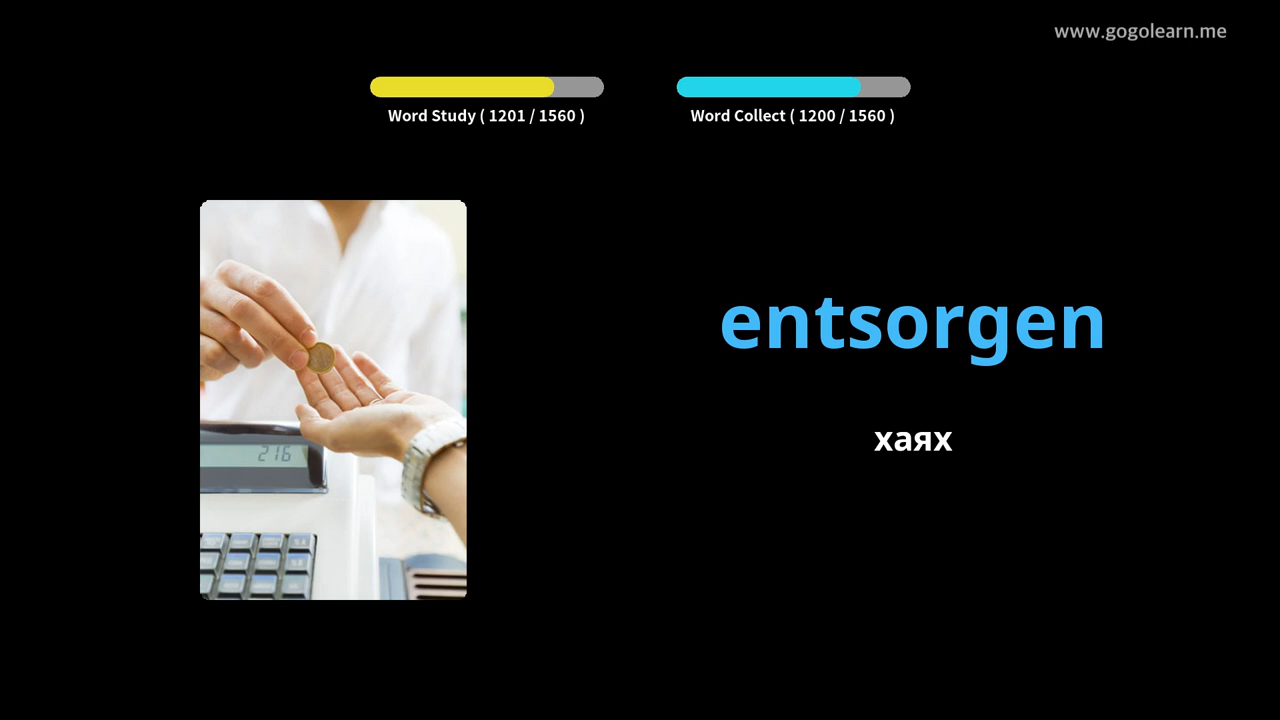 www.gogolearn.me
Word Study ( 1201 / 1560 )
Word Collect ( 1200 / 1560 )
entsorgen
хаях
216